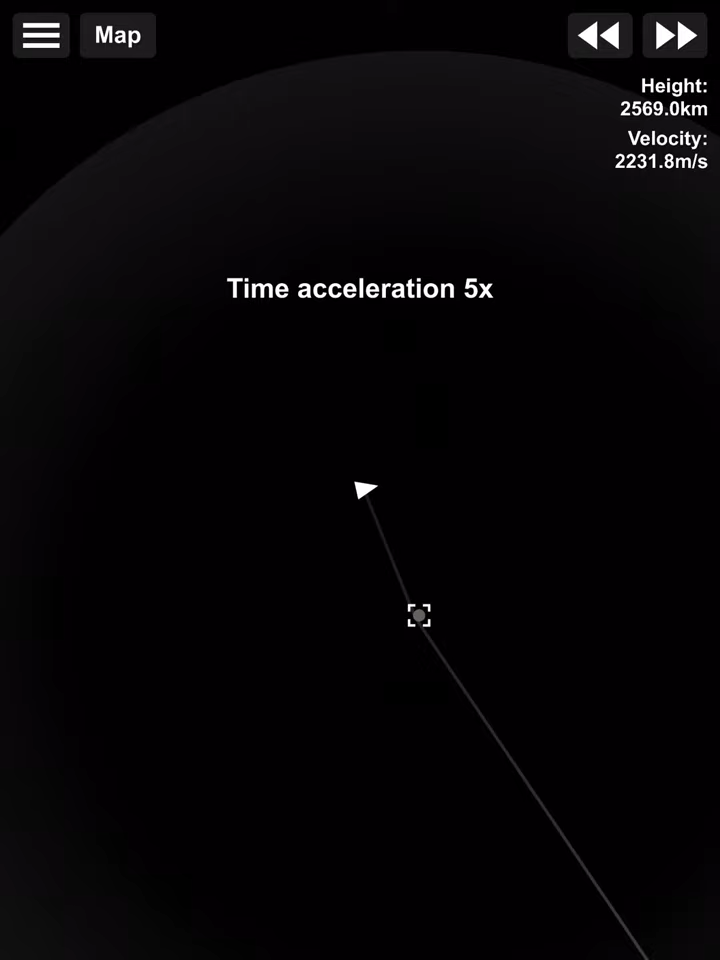 Map
Height:
2569.0km
Velocity:
2231.8m/s
Time acceleration 5x